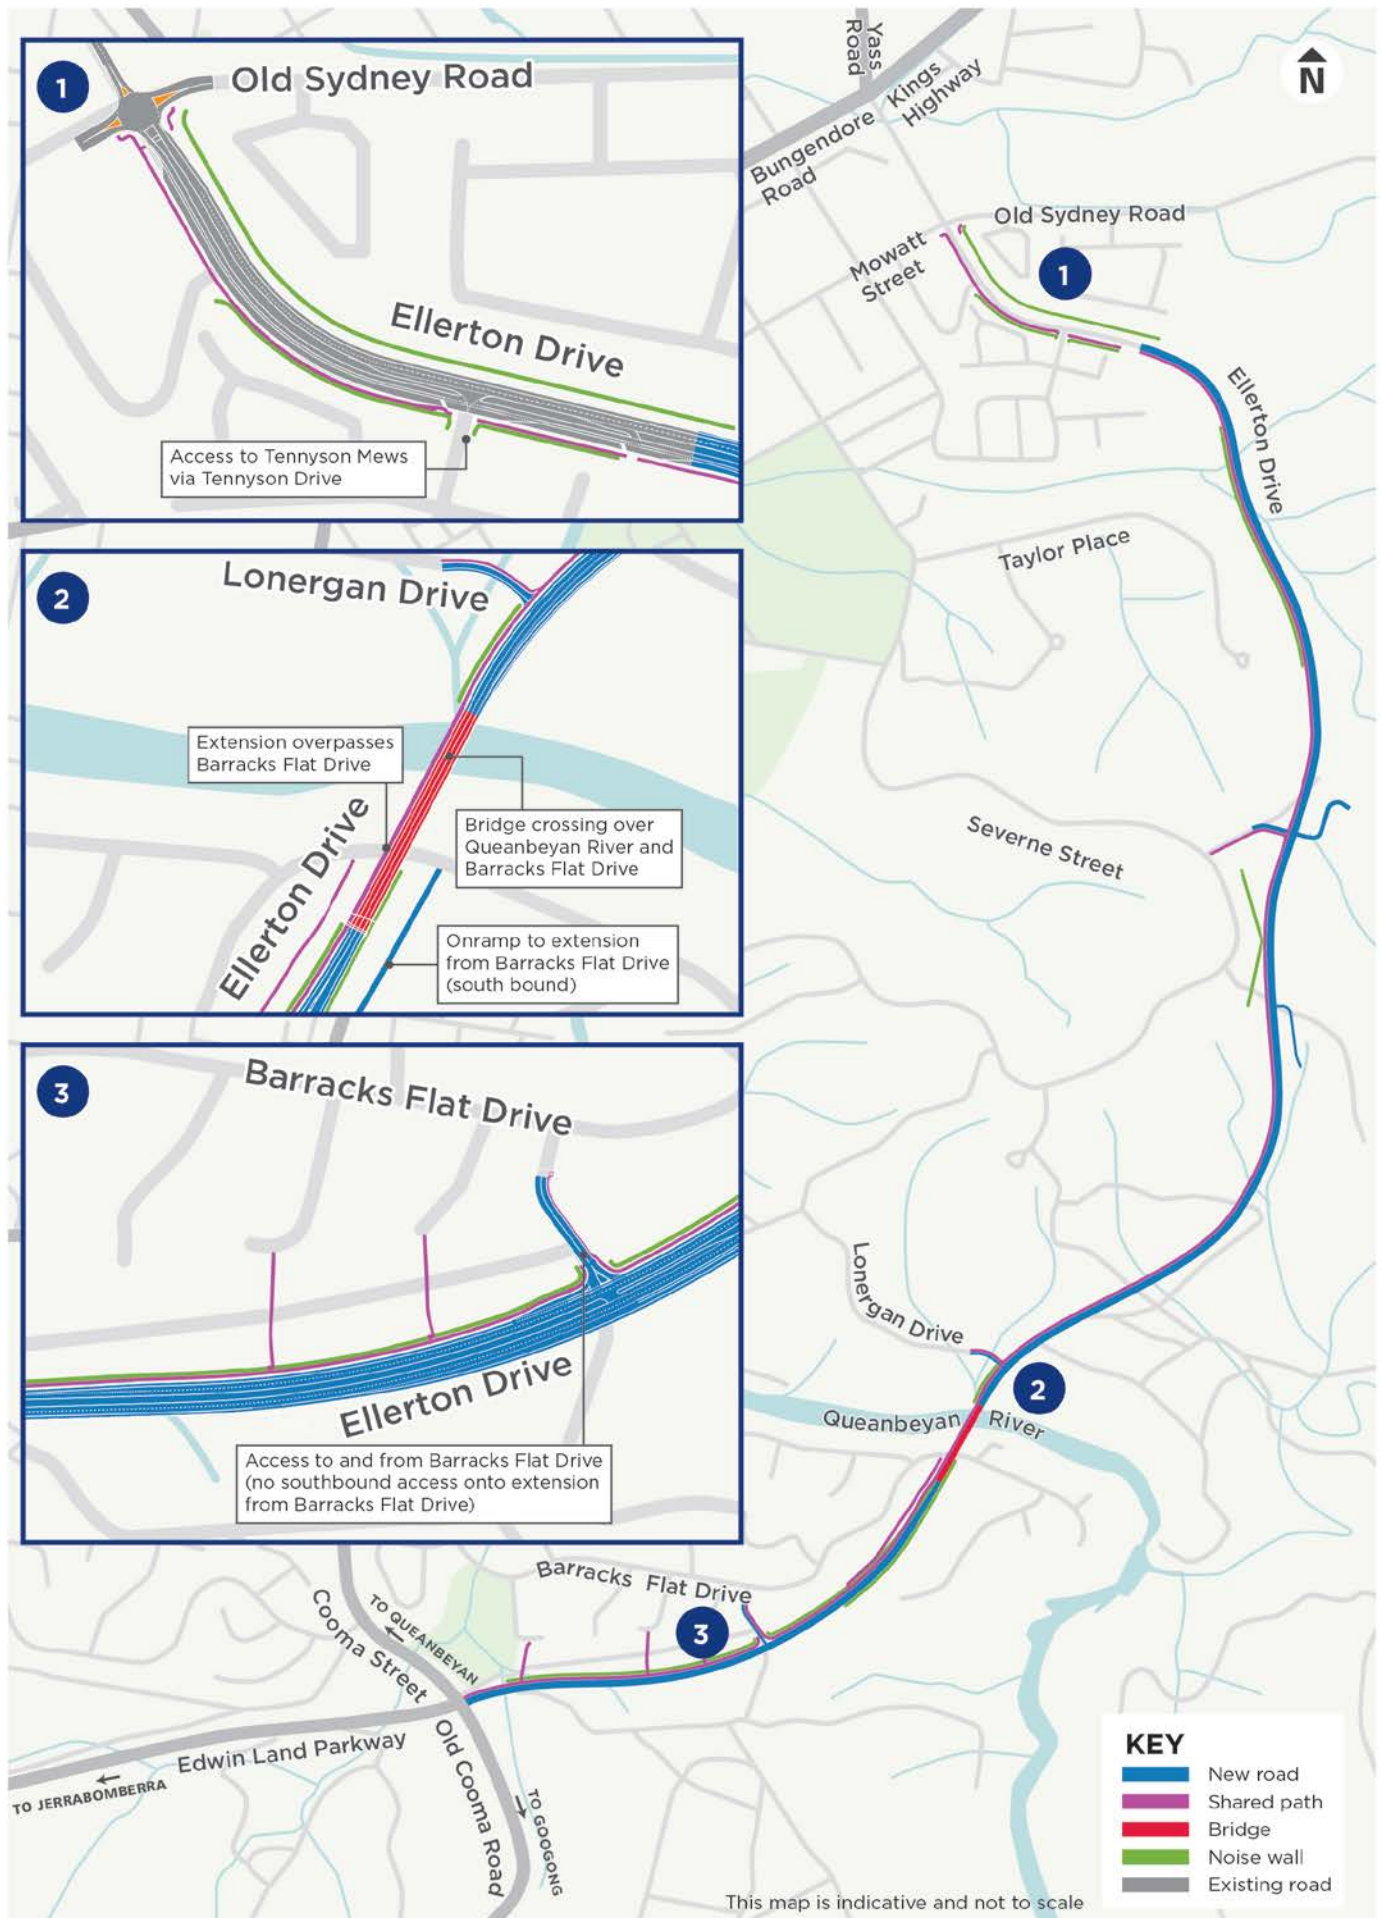 1
Old Sydney Road
Ellerton Drive
Access to Tennyson Mews
via Tennyson Drive
2
Lonergan Drive
Extension overpasses
Barracks Flat Drive
Bridge crossing over
Queanbeyan River and
Barracks Flat Drive
Ellerton Drive
Onramp to extension
from Barracks Flat Drive
(south bound)
3
Barracks Flat Drive
Ellerton Drive
Access to and from Barracks Flat Drive
(no southbound access onto extension
from Barracks Flat Drive)
N
Yass
Road
Kings
Highway
Bungendore
Road
Old Sydney Road
Mowatt
Street
1
Ellerton Drive
Taylor Place
Severne Street
Lonergan Drive
2
Queanbeyan River
Barracks Flat Drive
3
TO QUEANBEYAN
Cooma Street
Edwin Land Parkway
TO JERRABOMBERRA
Old Cooma Road
TO GOOGONG
KEY
New road
Shared path
Bridge
Noise wall
Existing road
This map is indicative and not to scale